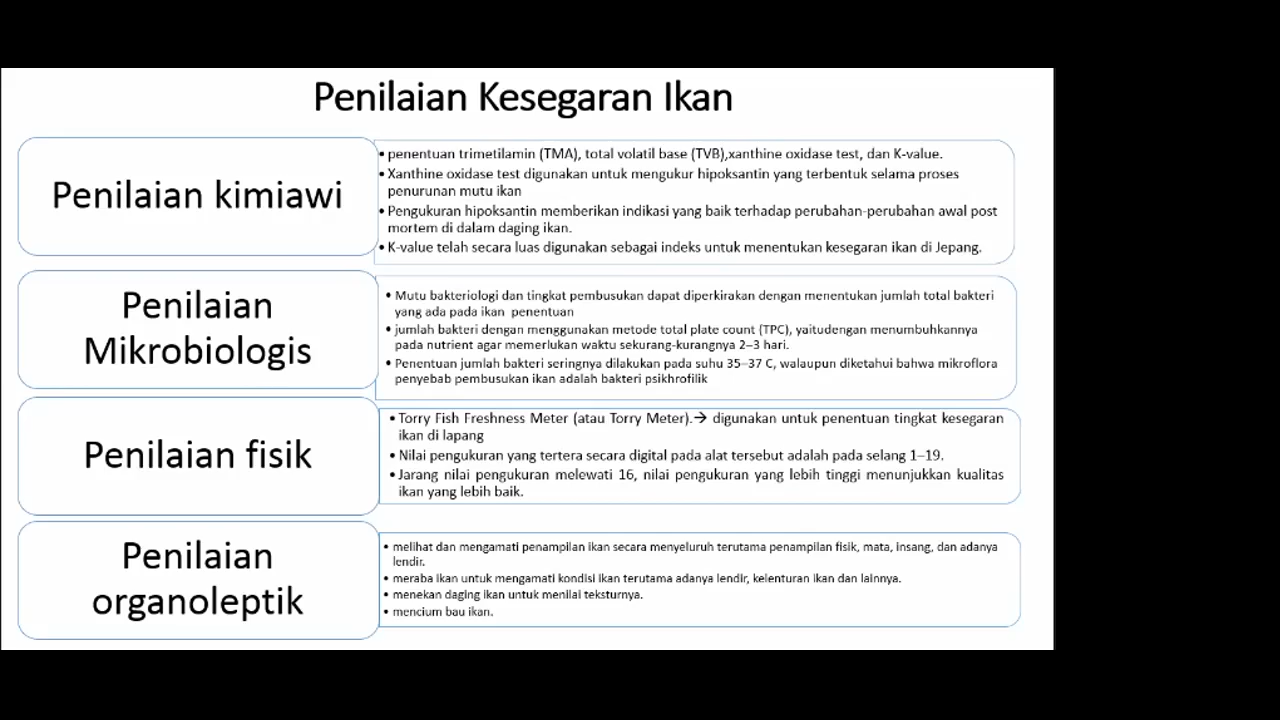 Penilaian Kesegaran Ikan
Penilaian kimiawi
• penentuan trimetilamin (TMA), total volatil base (TVB),xanthine oxidase test, dan K-value.
• Xanthine oxidase test digunakan untuk mengukur hipoksantin yang terbentuk selama proses
penurunan mutu ikan
• Pengukuran hipoksantin memberikan indikasi yang baik terhadap perubahan-perubahan awal post
mortem di dalam daging ikan.
• K-value telah secara luas digunakan sebagai indeks untuk menentukan kesegaran ikan di Jepang.
Penilaian
Mikrobiologis
• Mutu bakteriologi dan tingkat pembusukan dapat diperkirakan dengan menentukan jumlah total bakteri
yang ada pada ikan penentuan
• jumlah bakteri dengan menggunakan metode total plate count (TPC), yaitudengan menumbuhkannya
pada nutrient agar memerlukan waktu sekurang-kurangnya 2–3 hari.
• Penentuan jumlah bakteri seringnya dilakukan pada suhu 35–37 C, walaupun diketahui bahwa mikroflora
penyebab pembusukan ikan adalah bakteri psikhrofilik
Penilaian fisik
• Torry Fish Freshness Meter (atau Torry Meter).→ digunakan untuk penentuan tingkat kesegaran
ikan di lapang
• Nilai pengukuran yang tertera secara digital pada alat tersebut adalah pada selang 1–19.
• Jarang nilai pengukuran melewati 16, nilai pengukuran yang lebih tinggi menunjukkan kualitas
ikan yang lebih baik.
Penilaian
organoleptik
• melihat dan mengamati penampilan ikan secara menyeluruh terutama penampilan fisik, mata, insang, dan adanya
lendir.
• meraba ikan untuk mengamati kondisi ikan terutama adanya lendir, kelenturan ikan dan lainnya.
• menekan daging ikan untuk menilai teksturnya.
• mencium bau ikan.